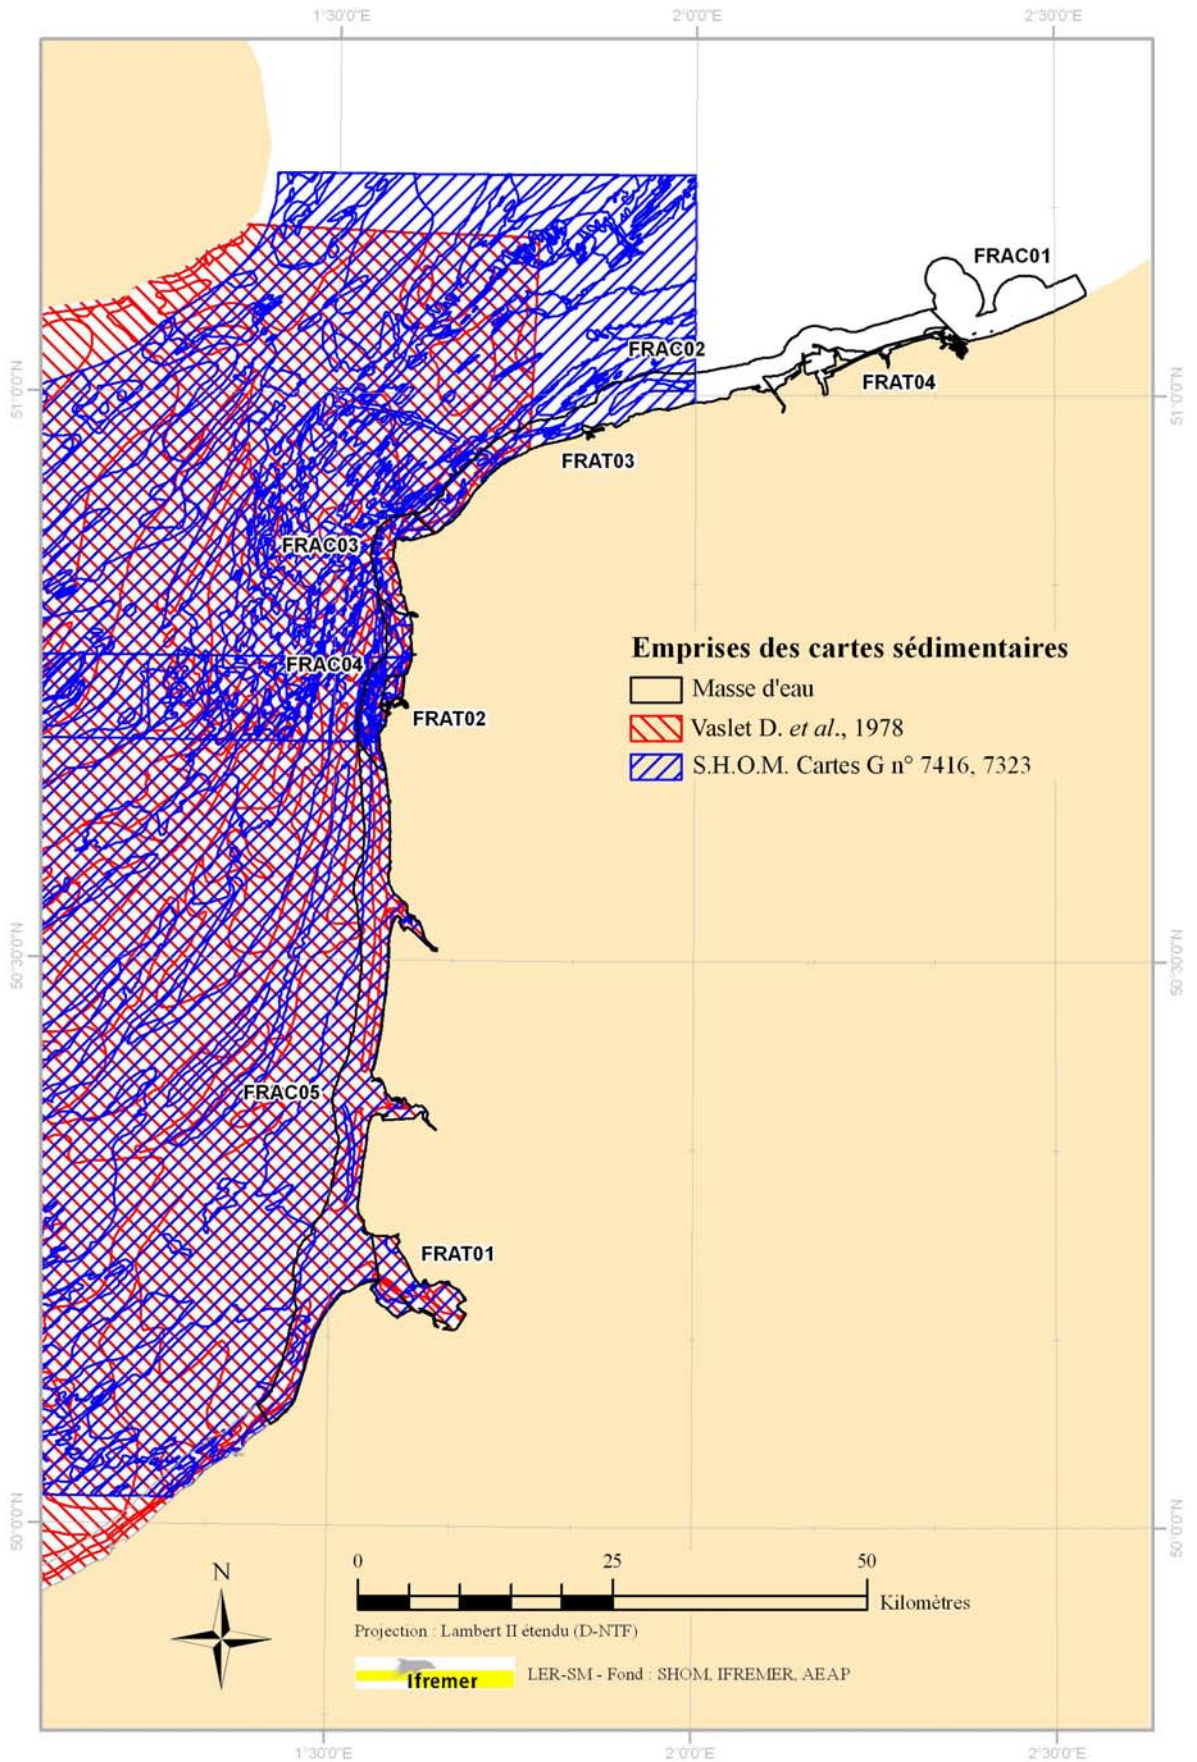 1°30'0"E 2°0'0"E 2°30'0"E
FRAC01
FRAC02
51°0'0"N
51°0'0"N
FRAT04
FRAT03
FRAC03
Emprises des cartes sédimentaires
FRAC04
Masse d'eau
FRAT02
Vaslet D. et al., 1978
S.H.O.M. Cartes G n° 7416, 7323
50°30'0"N
50°30'0"N
FRAC05
FRAT01
50°0'0"N
50°0'0"N
N
0 25 50
Kilomètres
Projection : Lambert II étendu (D-NTF)
Ifremer
LER-SM - Fond : SHOM, IFREMER, AEAP
1°30'0"E 2°0'0"E 2°30'0"E